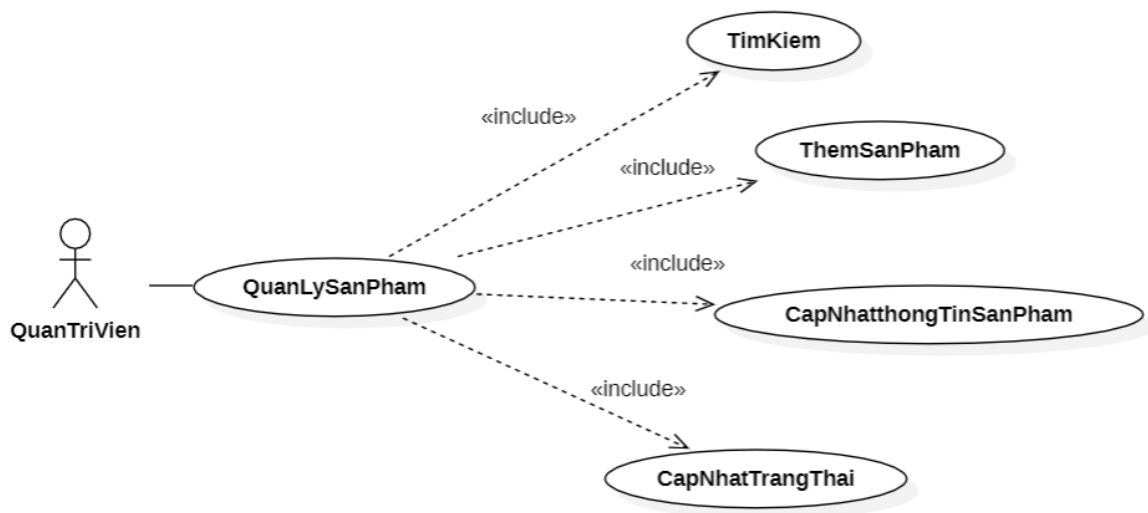 TimKiem
«include»
ThemSanPham
«include»
QuanTriVien
QuanLySanPham
«include»
CapNhatthongTinSanPham
«include»
CapNhatTrangThai